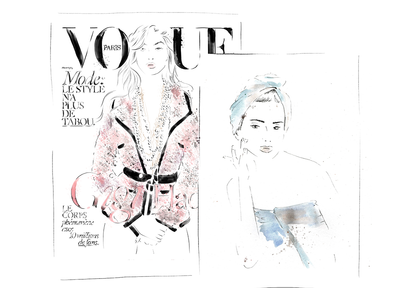 VOGUE
PARIS
Mode:
LE STYLE
N'A
PLUS
DE
TABOU
LE
CORPS